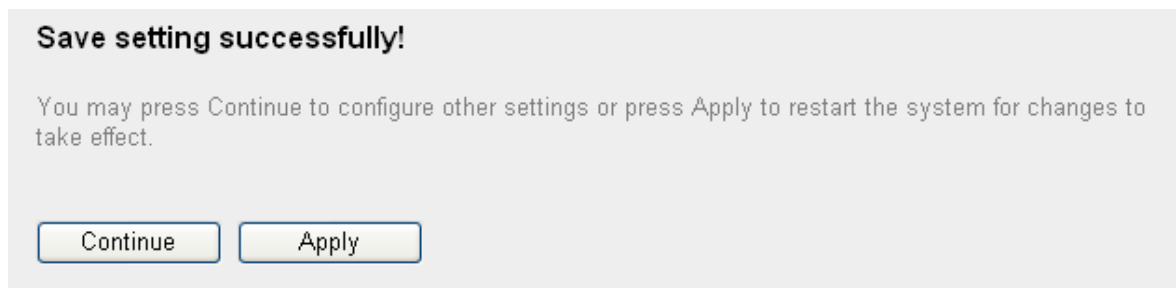 Save setting successfully!
You may press Continue to configure other settings or press Apply to restart the system for changes to
take effect.
Continue
Apply